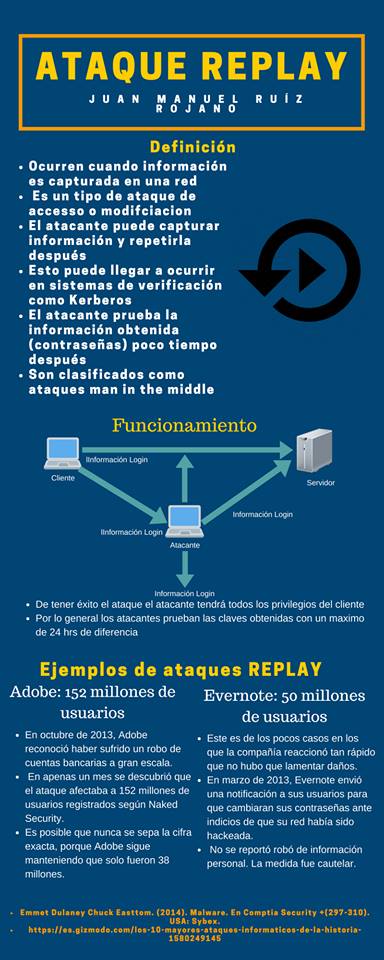 ATAQUE REPLAY
JUAN MANUEL RUÍZ
ROJANO
Definición
• Ocurren cuando información
es capturada en una red
• Es un tipo de ataque de
accesso o modifciacion
• El atacante puede capturar
información y repetirla
después
• Esto puede llegar a ocurrir
en sistemas de verificación
como Kerberos
• El atacante prueba la
información obtenida
(contraseñas) poco tiempo
después
• Son clasificados como
ataques man in the middle
Funcionamiento
IInformación Login
Cliente
Servidor
IInformación Login
Información Login
Atacante
Información Login
• De tener éxito el ataque el atacante tendrá todos los privilegios del cliente
• Por lo general los atacantes prueban las claves obtenidas con un maximo
de 24 hrs de diferencia
Ejemplos de ataques REPLAY
Adobe: 152 millones de
usuarios
• En octubre de 2013, Adobe
reconoció haber sufrido un robo de
cuentas bancarias a gran escala.
• En apenas un mes se descubrió que
el ataque afectaba a 152 millones de
usuarios registrados según Naked
Security.
• Es posible que nunca se sepa la cifra
exacta, porque Adobe sigue
manteniendo que solo fueron 38
millones.
Evernote: 50 millones
de usuarios
• Este es de los pocos casos en los
que la compañía reaccionó tan rápido
que no hubo que lamentar daños.
• En marzo de 2013, Evernote envió
una notificación a sus usuarios para
que cambiaran sus contraseñas ante
indicios de que su red había sido
hackeada.
• No se reportó robó de información
personal. La medida fue cautelar.
• Emmet Dulaney Chuck Easttom. (2014). Malware. En Comptia Security +(297-310).
USA: Sybex.
• https://es.gizmodo.com/los-10-mayores-ataques-informaticos-de-la-historia-
1580249145